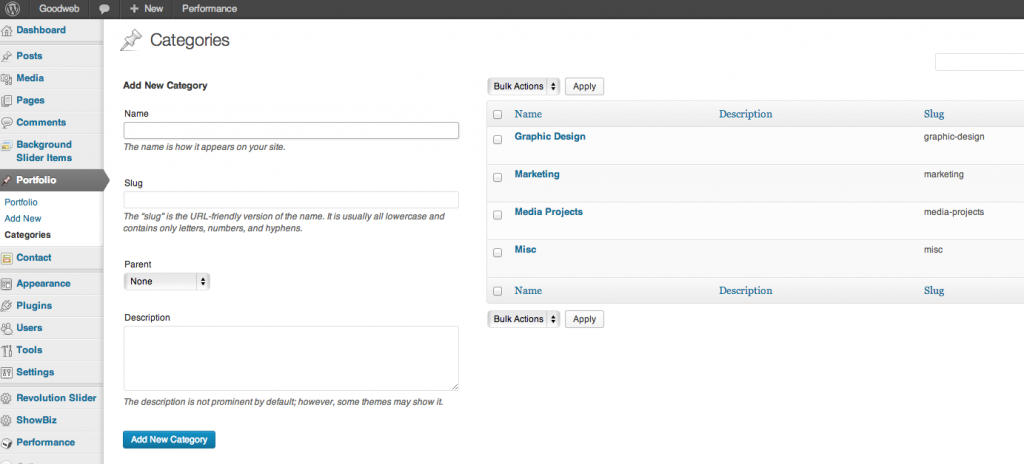 Goodweb
+ New
Performance
Dashboard
Posts
Media
Pages
Comments
Background
Slider Items
Portfolio
Portfolio
Add New
Categories
Contact
Appearance
Plugins
Users
Tools
Settings
Revolution Slider
ShowBiz
Performance
Categories
Add New Category
Name
The name is how it appears on your site.
Slug
The “slug” is the URL-friendly version of the name. It is usually all lowercase and
contains only letters, numbers, and hyphens.
Parent
None
Description
The description is not prominent by default; however, some themes may show it.
Add New Category
Bulk Actions Apply
Name Description Slug
Graphic Design graphic-design
Marketing marketing
Media Projects media-projects
Misc misc
Name Description Slug
Bulk Actions Apply